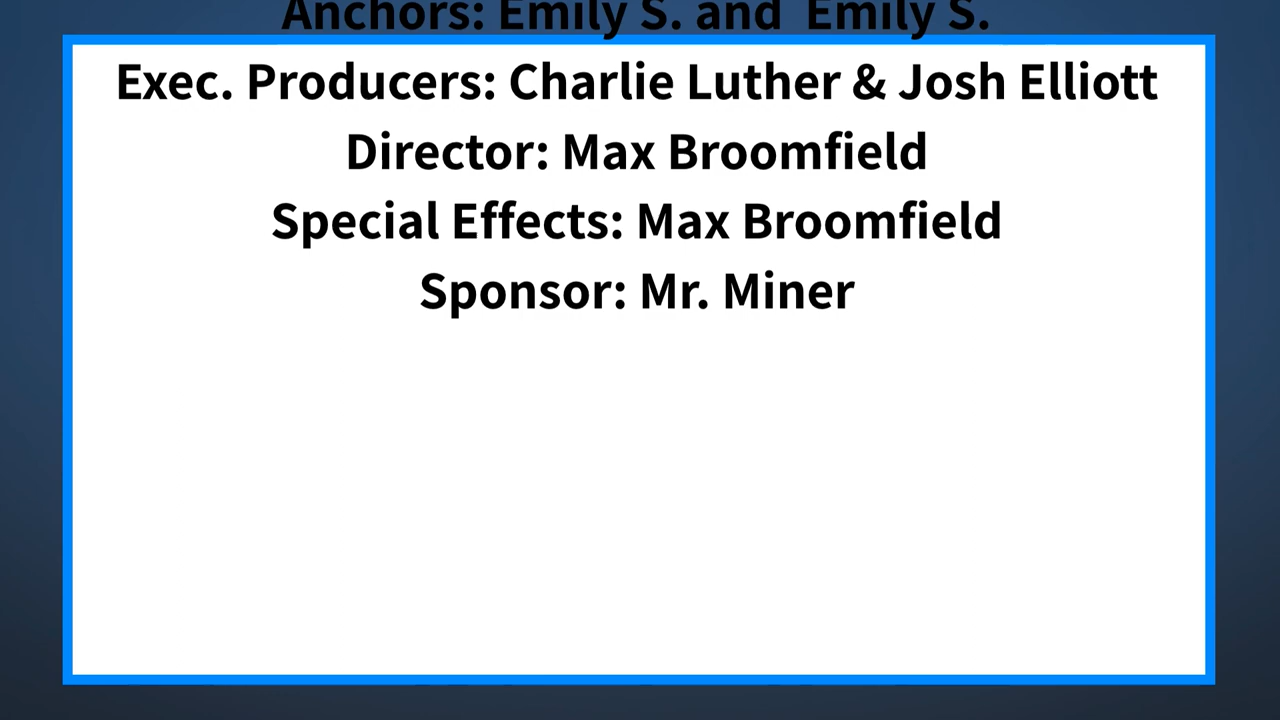 Anchors: Emily S. and  Emily S.
Exec. Producers: Charlie Luther & Josh Elliott
Director: Max Broomfield
Special Effects: Max Broomfield
Sponsor: Mr. Miner